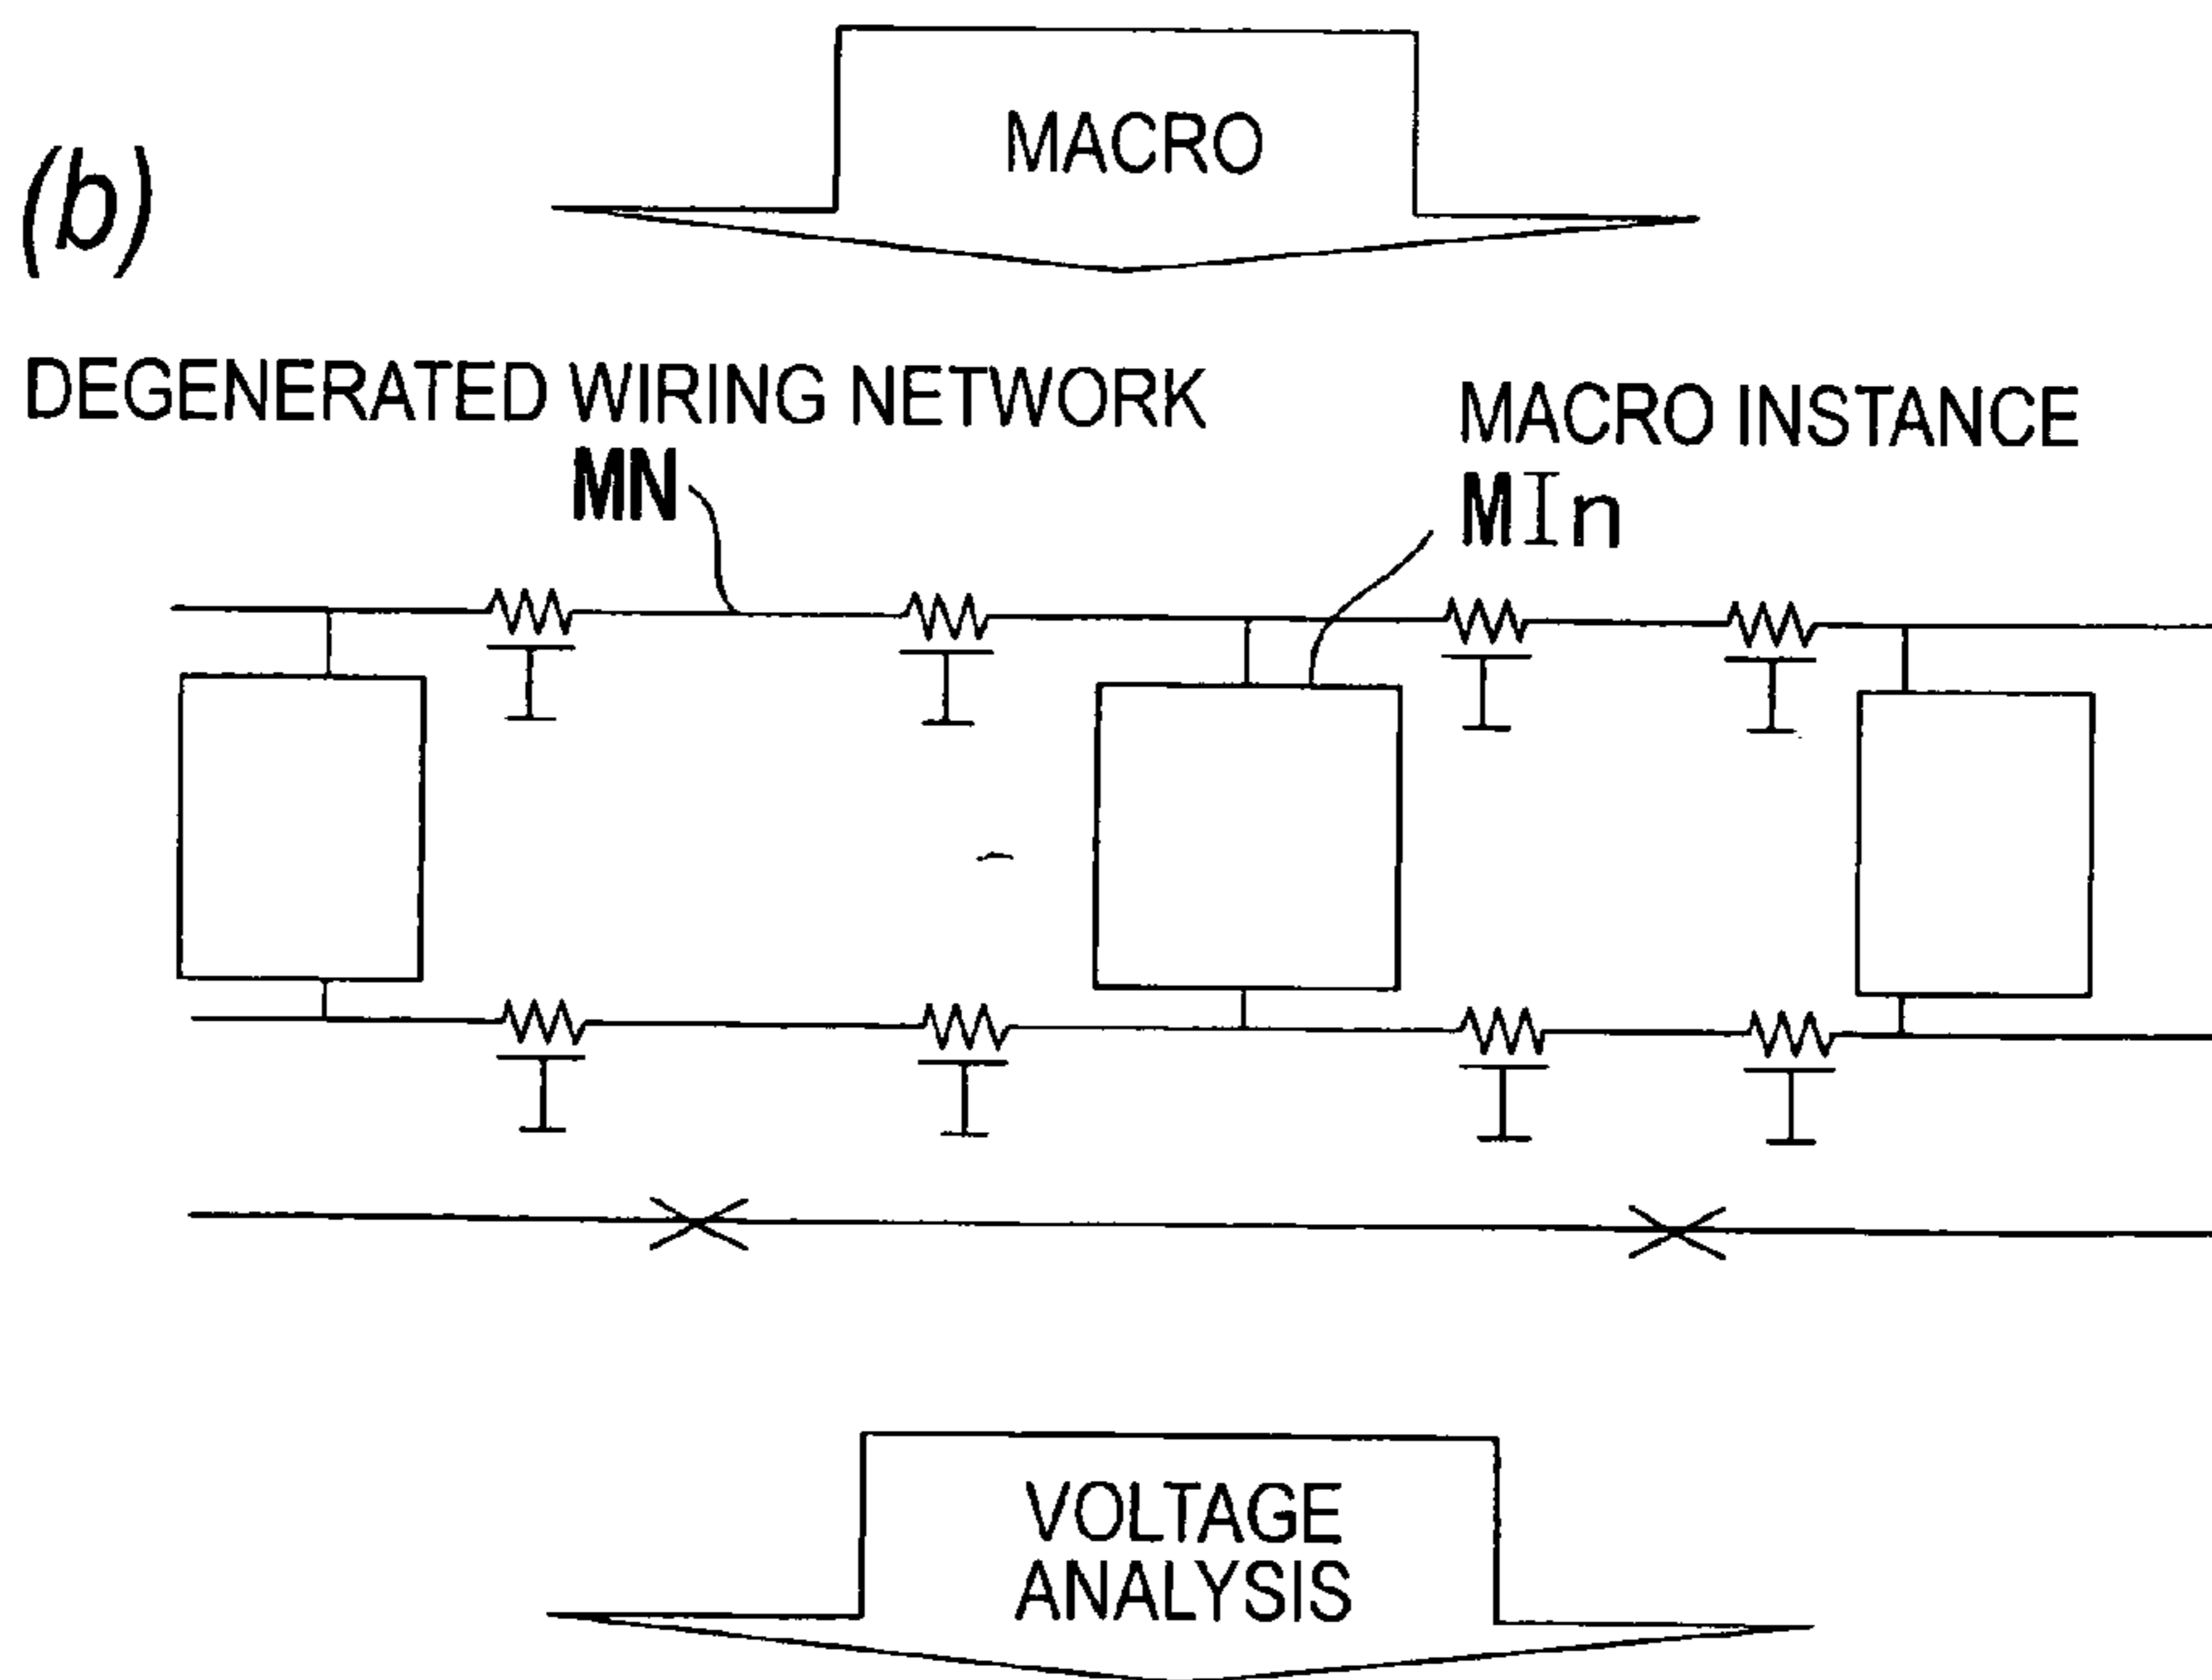 MACRO
(b)
DEGENERATED WIRING NETWORK
MN
MACRO INSTANCE
MIn
VOLTAGE
ANALYSIS